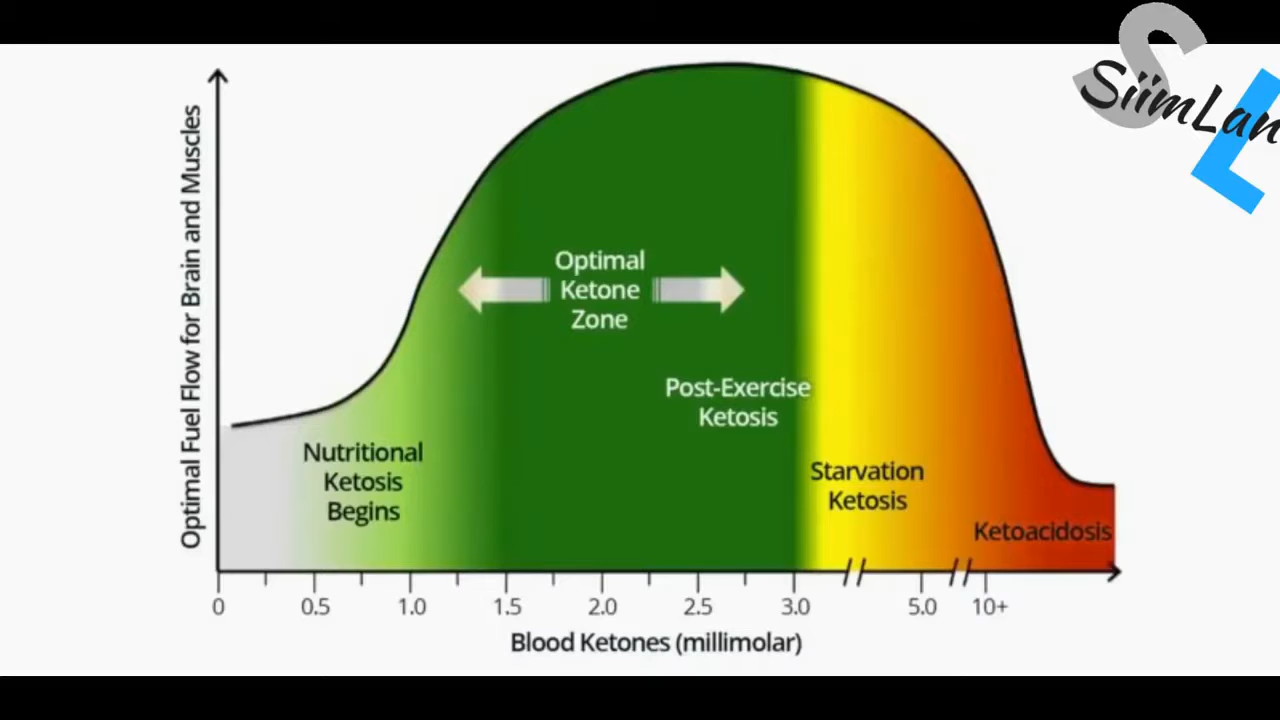 SiimLan
Optimal Fuel Flow for Brain and Muscles
Optimal
Ketone
Zone
Post-Exercise
Ketosis
Nutritional
Ketosis
Begins
Starvation
Ketosis
Ketoacidosis
0 0.5 1.0 1.5 2.0 2.5 3.0 5.0 10+
Blood Ketones (millimolar)